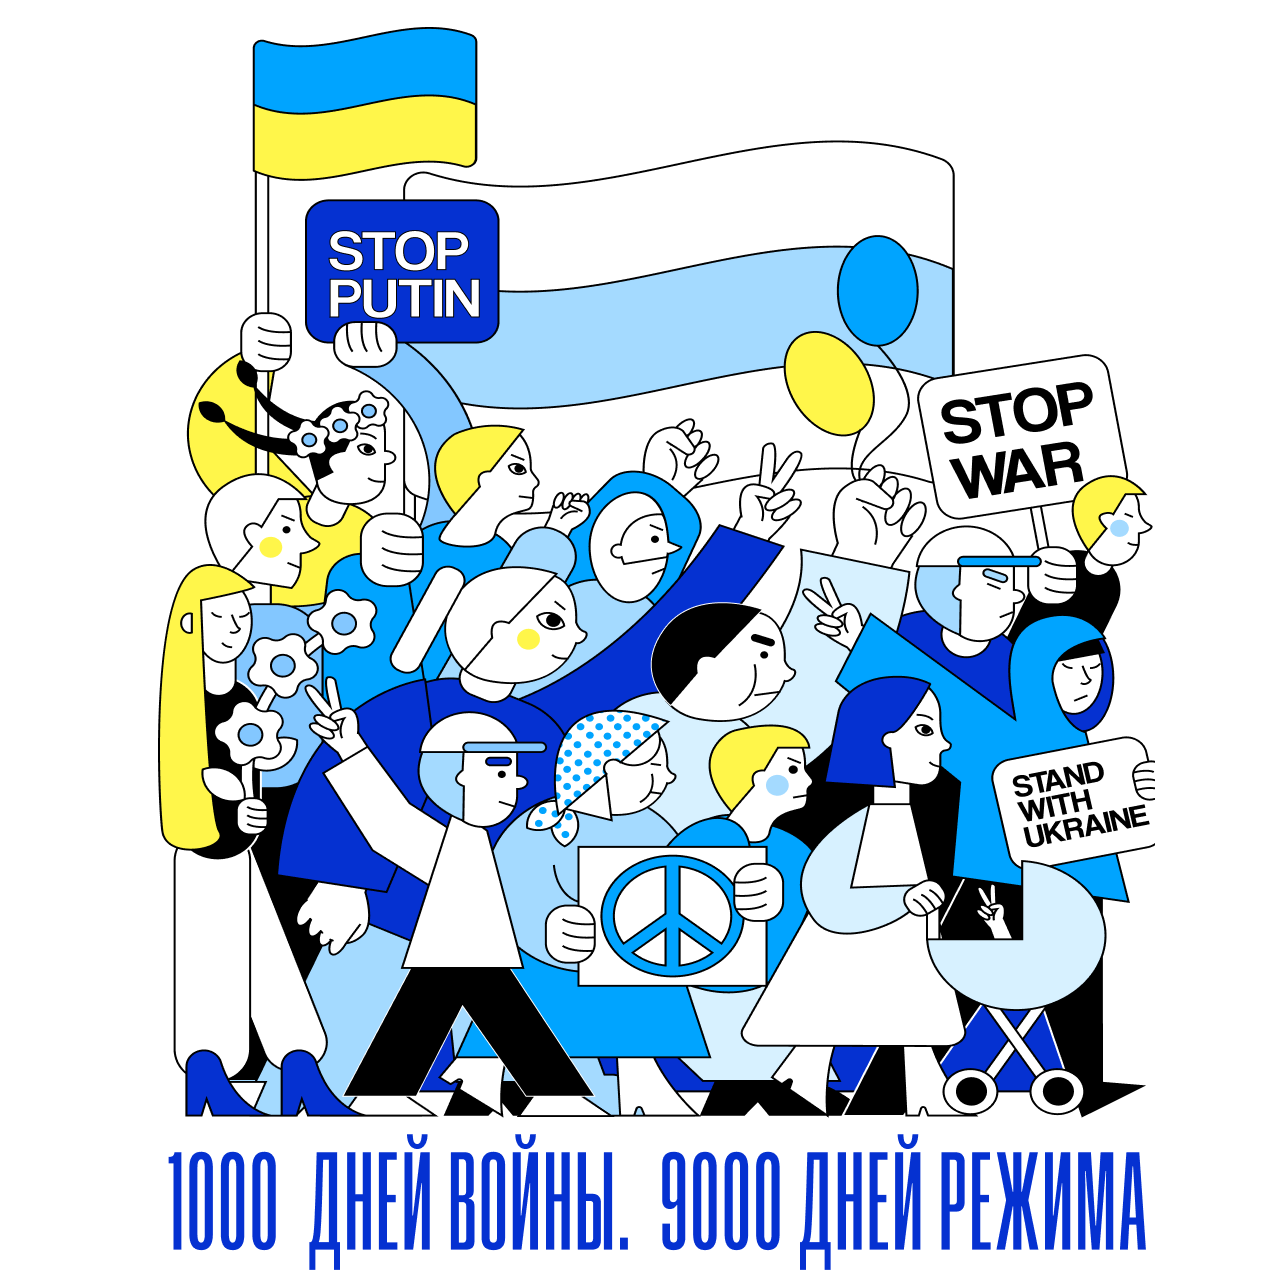 STOP
PUTIN
STOP
WAR
STAND
WITH
UKRAINE
1000 ДНЕЙ ВОЙНЫ. 9000 ДНЕЙ РЕЖИМА